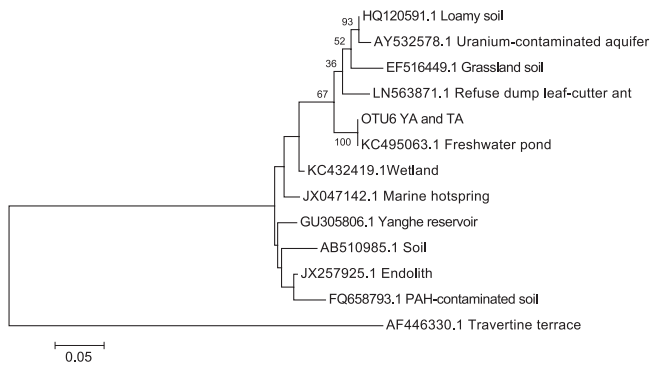 HQ120591.1 Loamy soil
93
AY532578.1 Uranium-contaminated aquifer
52
EF516449.1 Grassland soil
36
LN563871.1 Refuse dump leaf-cutter ant
67
OTU6 YA and TA
100
KC495063.1 Freshwater pond
KC432419.1Wetland
JX047142.1 Marine hotspring
GU305806.1 Yanghe reservoir
AB510985.1 Soil
JX257925.1 Endolith
FQ658793.1 PAH-contaminated soil
AF446330.1 Travertine terrace
0.05